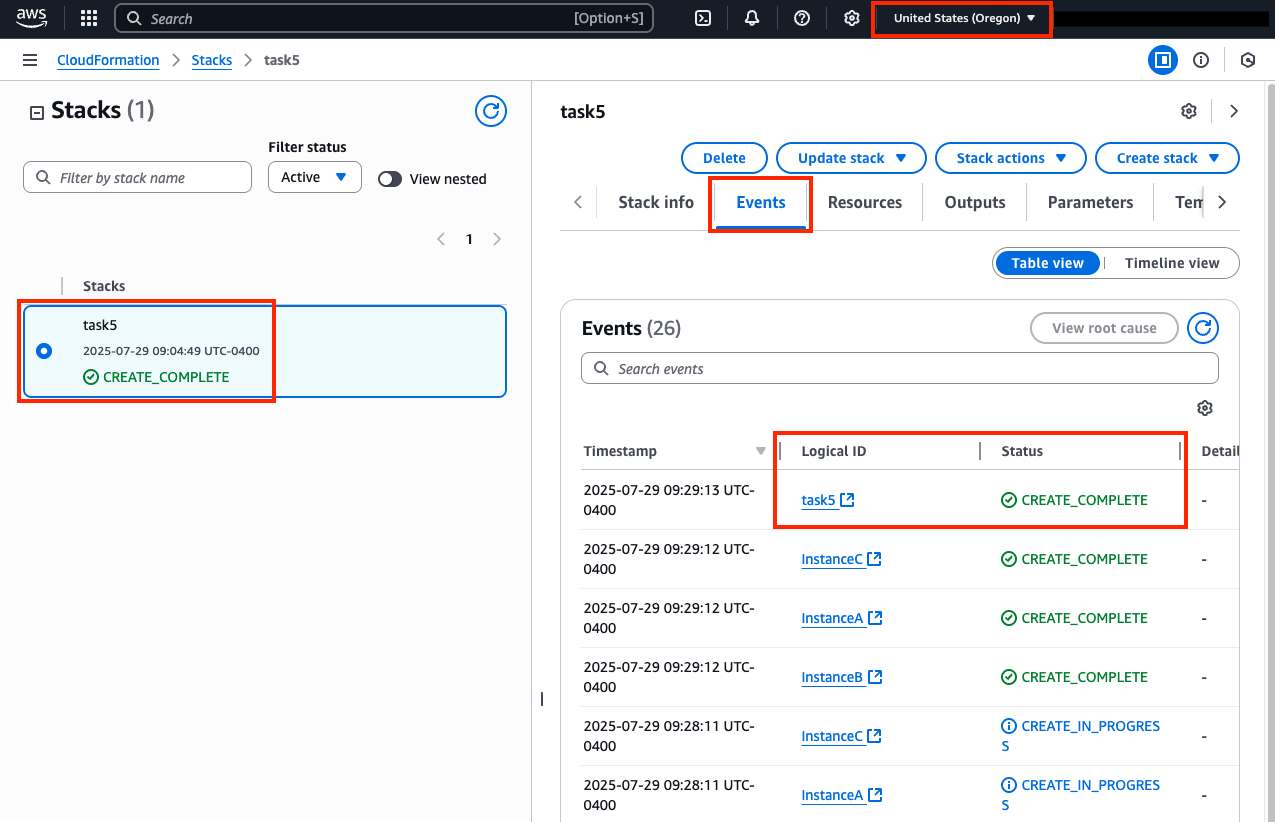 aws
Search
[Option+S]
United States (Oregon)
CloudFormation
Stacks
task5
Stacks (1)
Filter status
Filter by stack name
Active
View nested
1
Stacks
task5
2025-07-29 09:04:49 UTC-0400
CREATE_COMPLETE
task5
Delete
Update stack
Stack actions
Create stack
Stack info
Events
Resources
Outputs
Parameters
Tem
Table view
Timeline view
Events (26)
View root cause
Search events
Timestamp
Logical ID
Status
Detail
2025-07-29 09:29:13 UTC-
0400
task5
CREATE_COMPLETE
-
2025-07-29 09:29:12 UTC-
0400
InstanceC
CREATE_COMPLETE
-
2025-07-29 09:29:12 UTC-
0400
InstanceA
CREATE_COMPLETE
-
2025-07-29 09:29:12 UTC-
0400
InstanceB
CREATE_COMPLETE
-
2025-07-29 09:28:11 UTC-
0400
InstanceC
CREATE_IN_PROGRES
S
-
2025-07-29 09:28:11 UTC-
0400
InstanceA
CREATE_IN_PROGRES
S
-